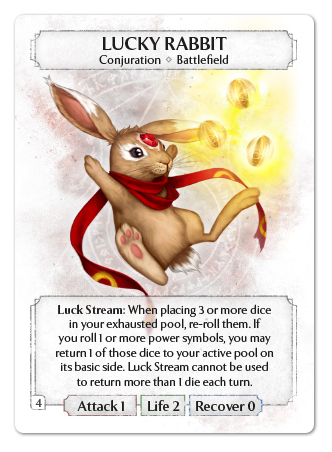 LUCKY RABBIT
Conjuration ⋄ Battlefield
Luck Stream: When placing 3 or more dice
in your exhausted pool, re-roll them. If
you roll 1 or more power symbols, you may
return 1 of those dice to your active pool on
its basic side. Luck Stream cannot be used
to return more than 1 die each turn.
4 Attack 1 Life 2 Recover 0